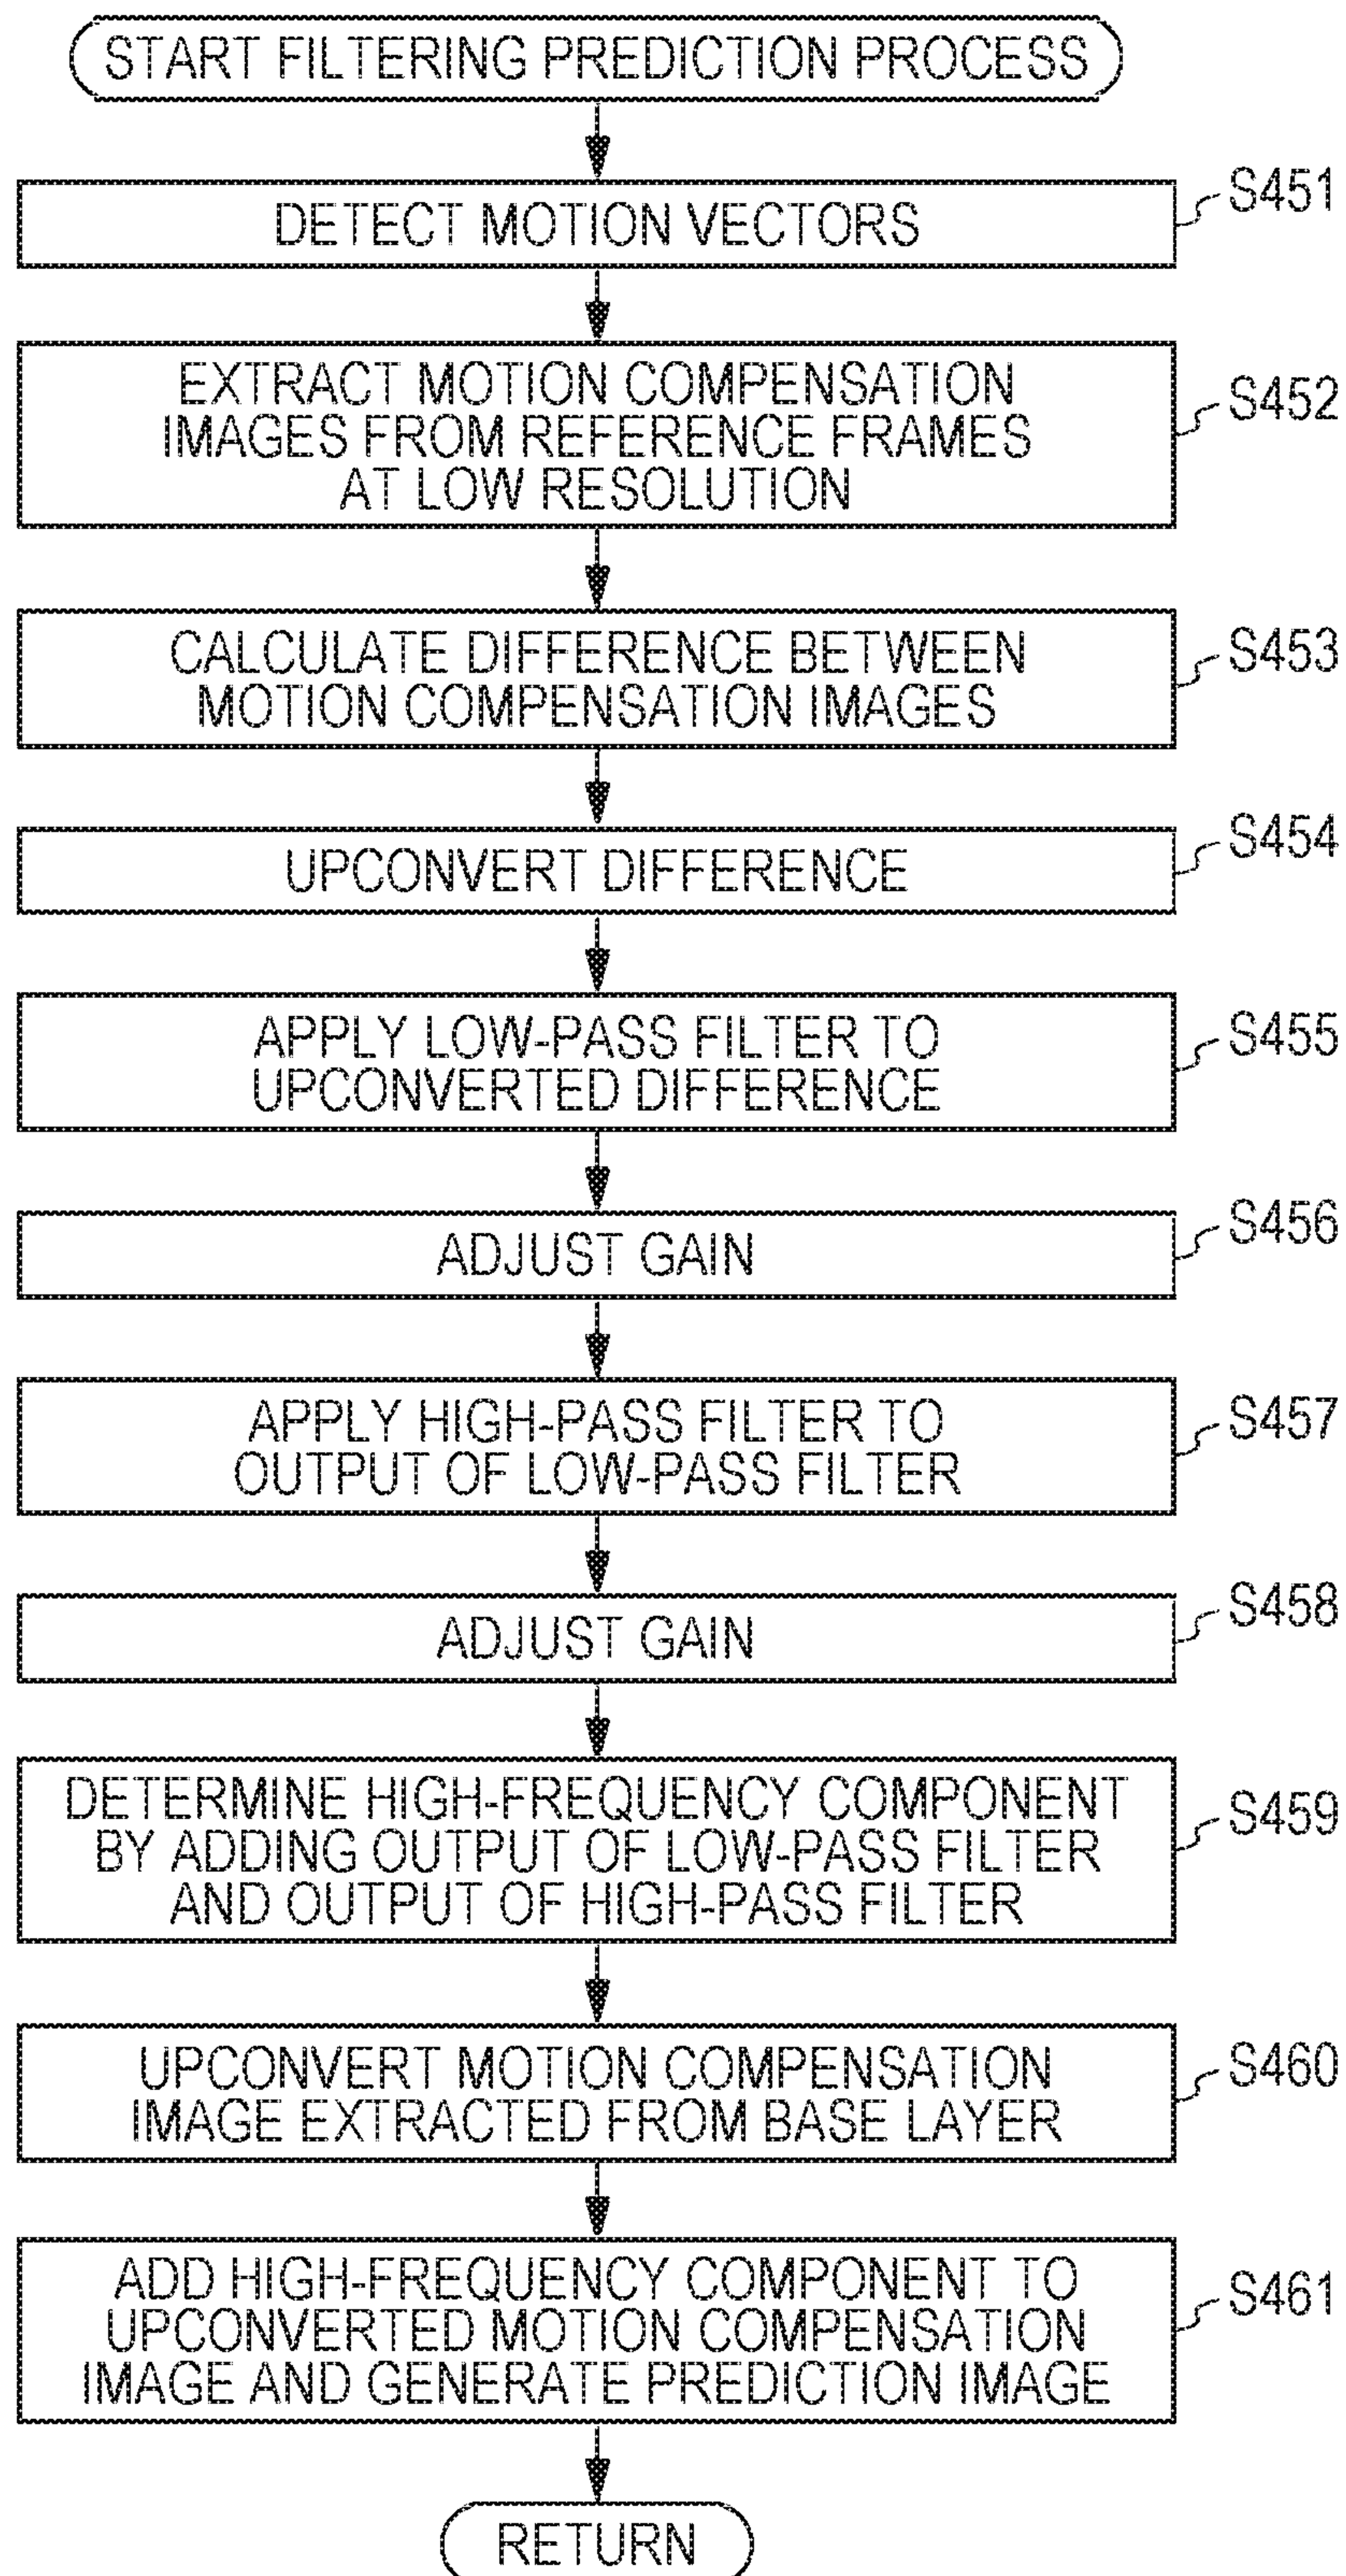 START FILTERING PREDICTION PROCESS
DETECT MOTION VECTORS
S451
EXTRACT MOTION COMPENSATION
IMAGES FROM REFERENCE FRAMES
AT LOW RESOLUTION
S452
CALCULATE DIFFERENCE BETWEEN
MOTION COMPENSATION IMAGES
S453
UPCONVERT DIFFERENCE
S454
APPLY LOW-PASS FILTER TO
UPCONVERTED DIFFERENCE
S455
ADJUST GAIN
S456
APPLY HIGH-PASS FILTER TO
OUTPUT OF LOW-PASS FILTER
S457
ADJUST GAIN
S458
DETERMINE HIGH-FREQUENCY COMPONENT
BY ADDING OUTPUT OF LOW-PASS FILTER
AND OUTPUT OF HIGH-PASS FILTER
S459
UPCONVERT MOTION COMPENSATION
IMAGE EXTRACTED FROM BASE LAYER
S460
ADD HIGH-FREQUENCY COMPONENT TO
UPCONVERTED MOTION COMPENSATION
IMAGE AND GENERATE PREDICTION IMAGE
S461
RETURN